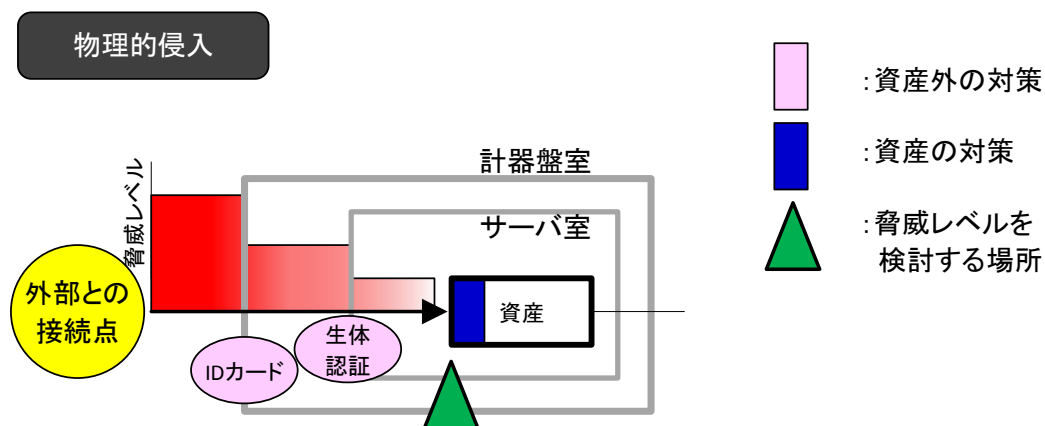 物理的侵入
:資産外の対策
:資産の対策
:脅威レベルを
検討する場所
計器盤室
サーバ室
脅威レベル
外部との
接続点
資産
生体
認証
IDカード